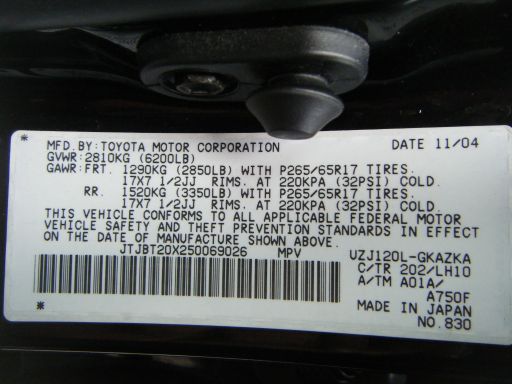 MFD. BY: TOYOTA MOTOR CORPORATION DATE 11/04
GVWR: 2810KG (6200LB)
GAWR: FRT. 1290KG (2850LB) WITH P265/65R17 TIRES.
17X7 1/2JJ RIMS. AT 220KPA (32PSI) COLD.
RR. 1520KG (3350LB) WITH P265/65R17 TIRES.
17X7 1/2JJ RIMS. AT 220KPA (32PSI) COLD.
THIS VEHICLE CONFORMS TO ALL APPLICABLE FEDERAL MOTOR
VEHICLE SAFETY AND THEFT PREVENTION STANDARDS IN EFFECT
ON THE DATE OF MANUFACTURE SHOWN ABOVE.
JTJBT20X250069026 MPV UZJ120L-GKAZKA
C/TR 202/LH10
A/TM A01A/
A750F
MADE IN JAPAN
NO. 830